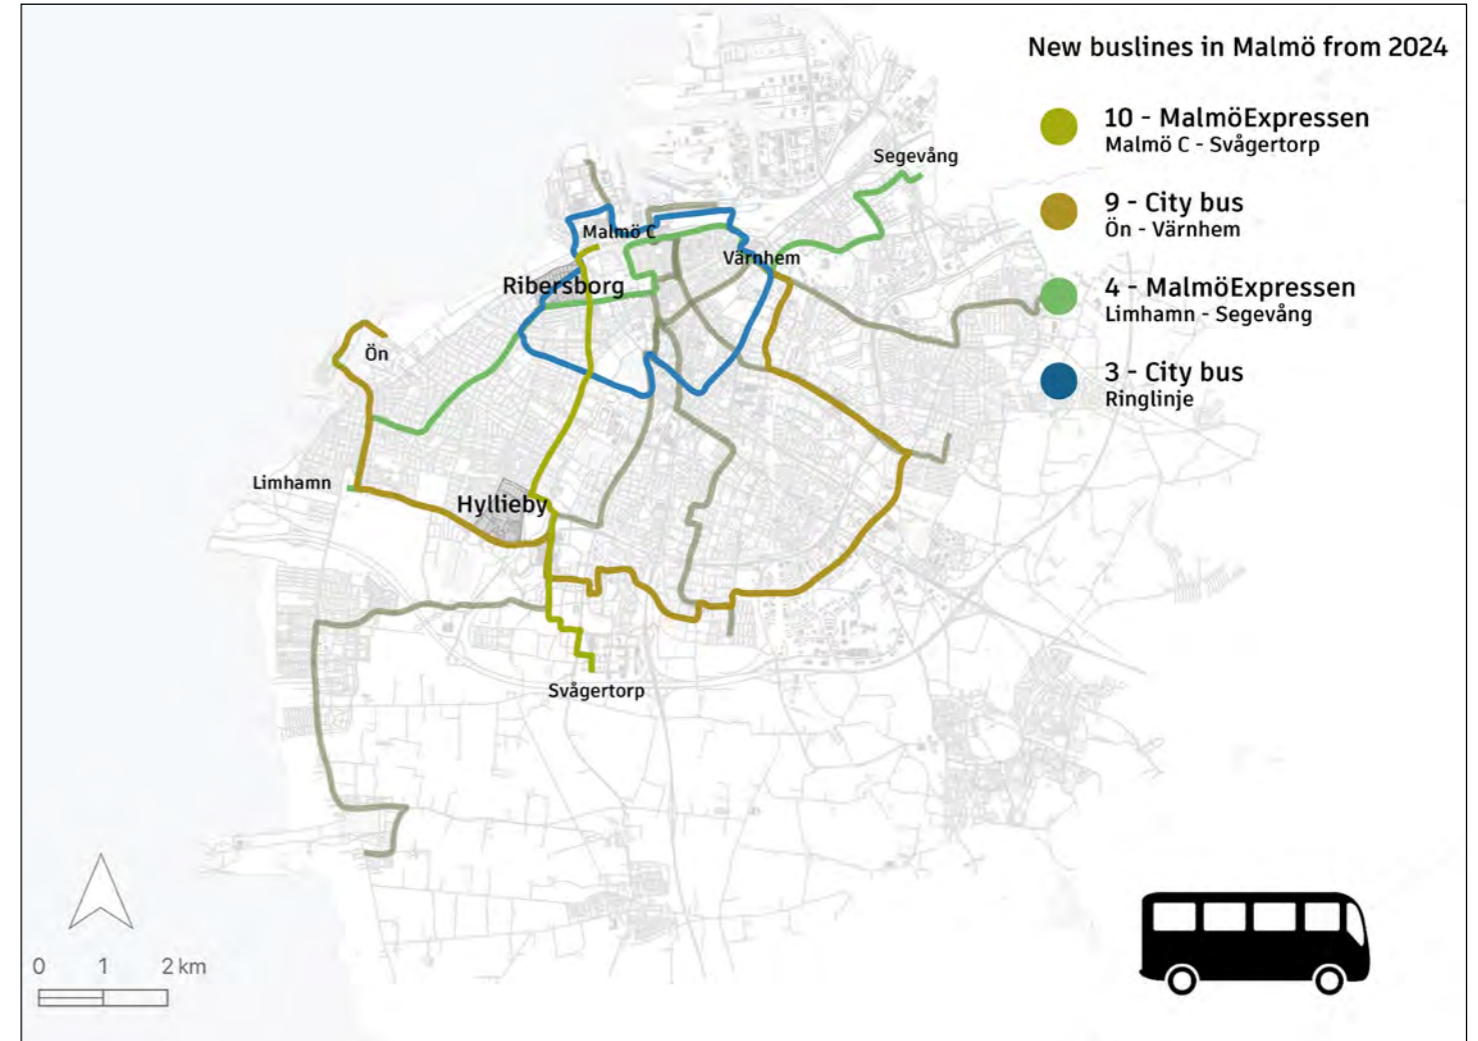 New buslines in Malmö from 2024
10 - MalmöExpressen
Malmö C - Svågertorp
9 - City bus
Ön - Värnhem
4 - MalmöExpressen
Limhamn - Segevång
3 - City bus
Ringlinje
Segevång
Malmö C
Värnhem
Ribersborg
Ön
Limhamn
Hyllieby
Svågertorp
0 1 2 km